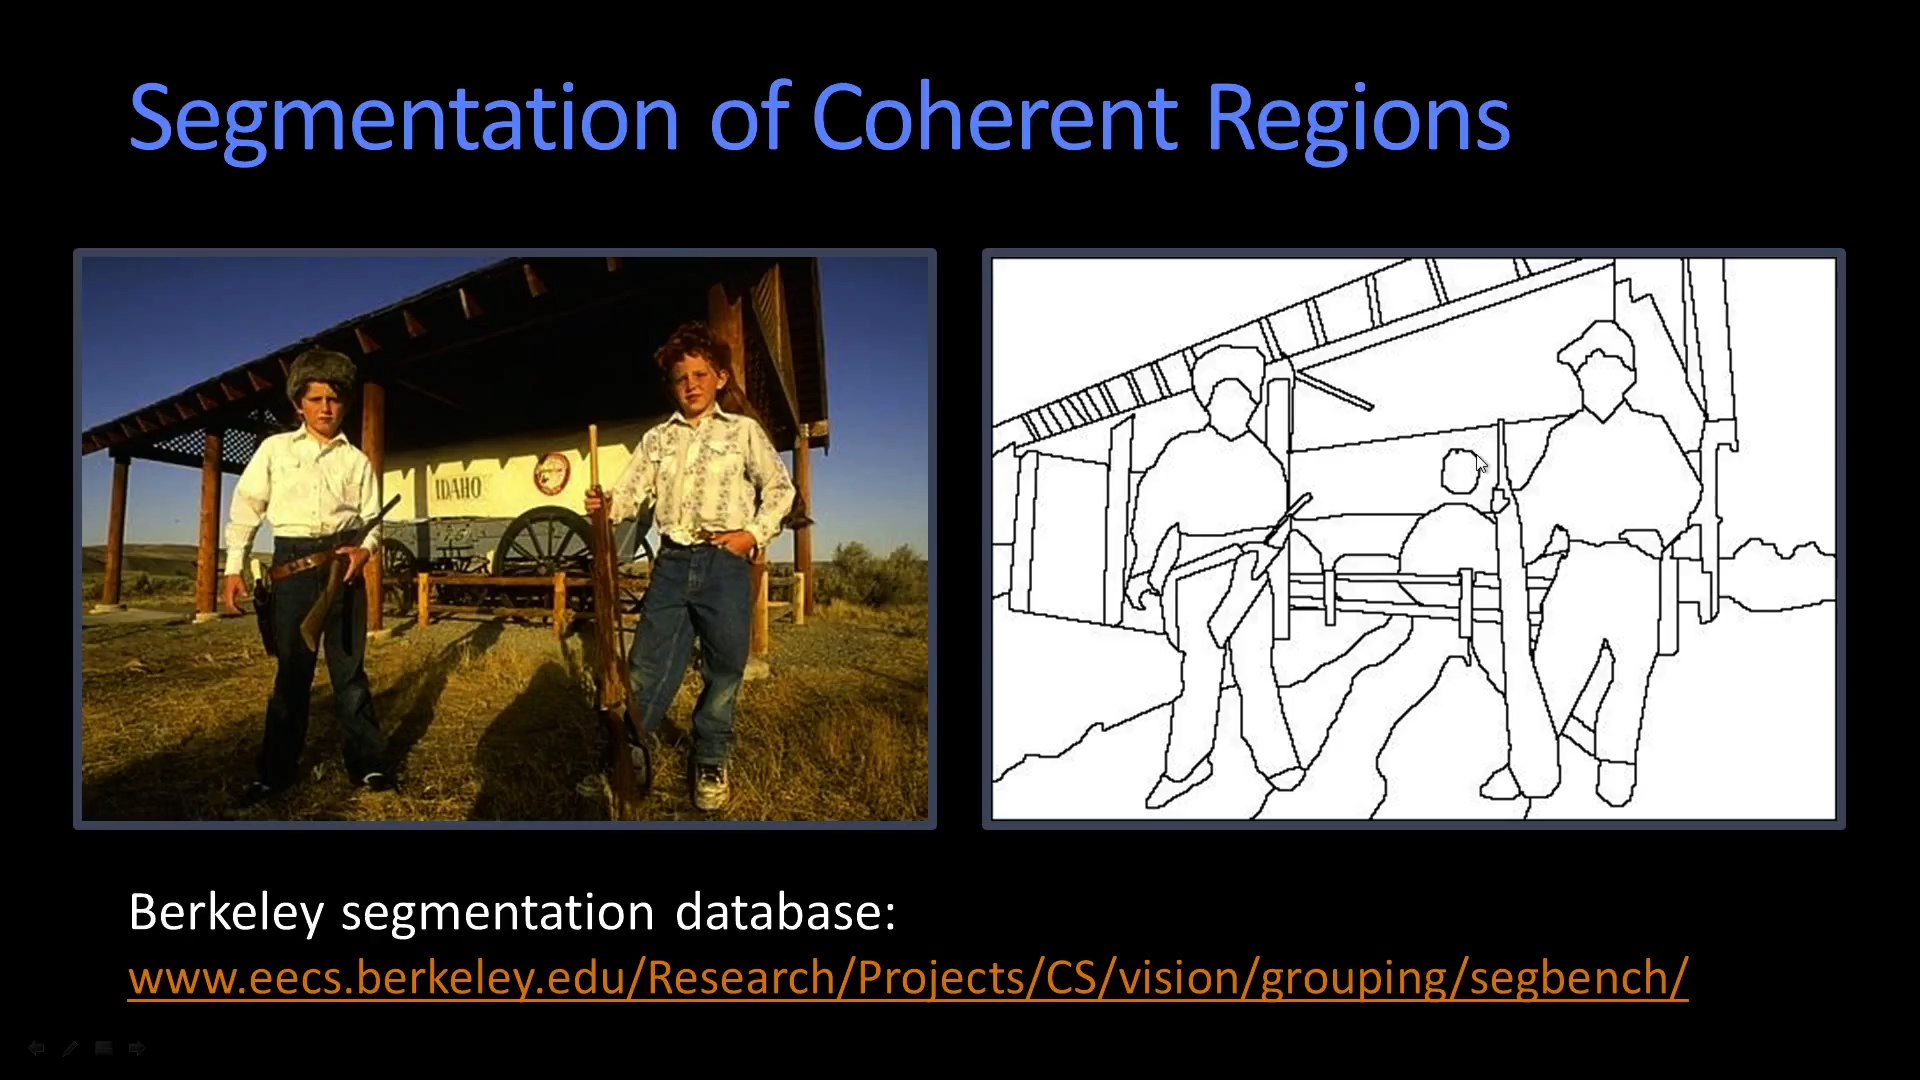 Segmentation of Coherent Regions
IDAHO
Berkeley segmentation database:
www.eecs.berkeley.edu/Research/Projects/CS/vision/grouping/segbench/